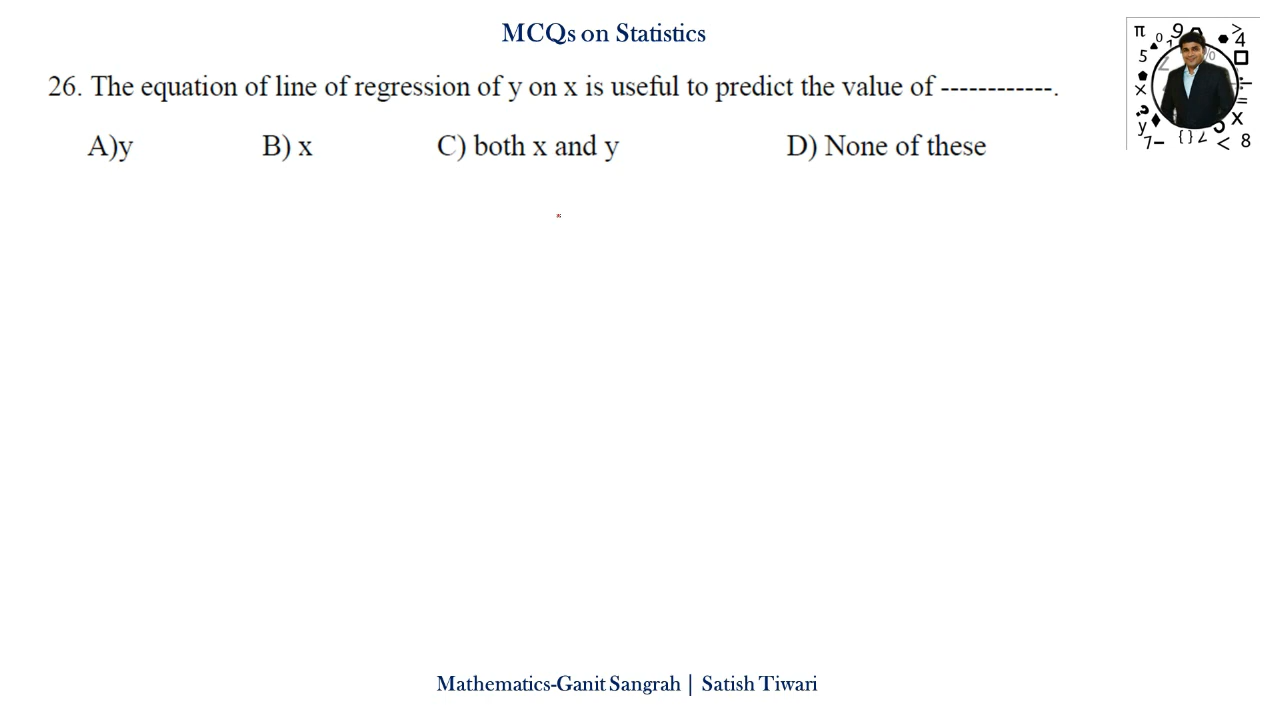 MCQs on Statistics
26. The equation of line of regression of y on x is useful to predict the value of ------------.
A)y B) x C) both x and y D) None of these
Mathematics-Ganit Sangrah | Satish Tiwari